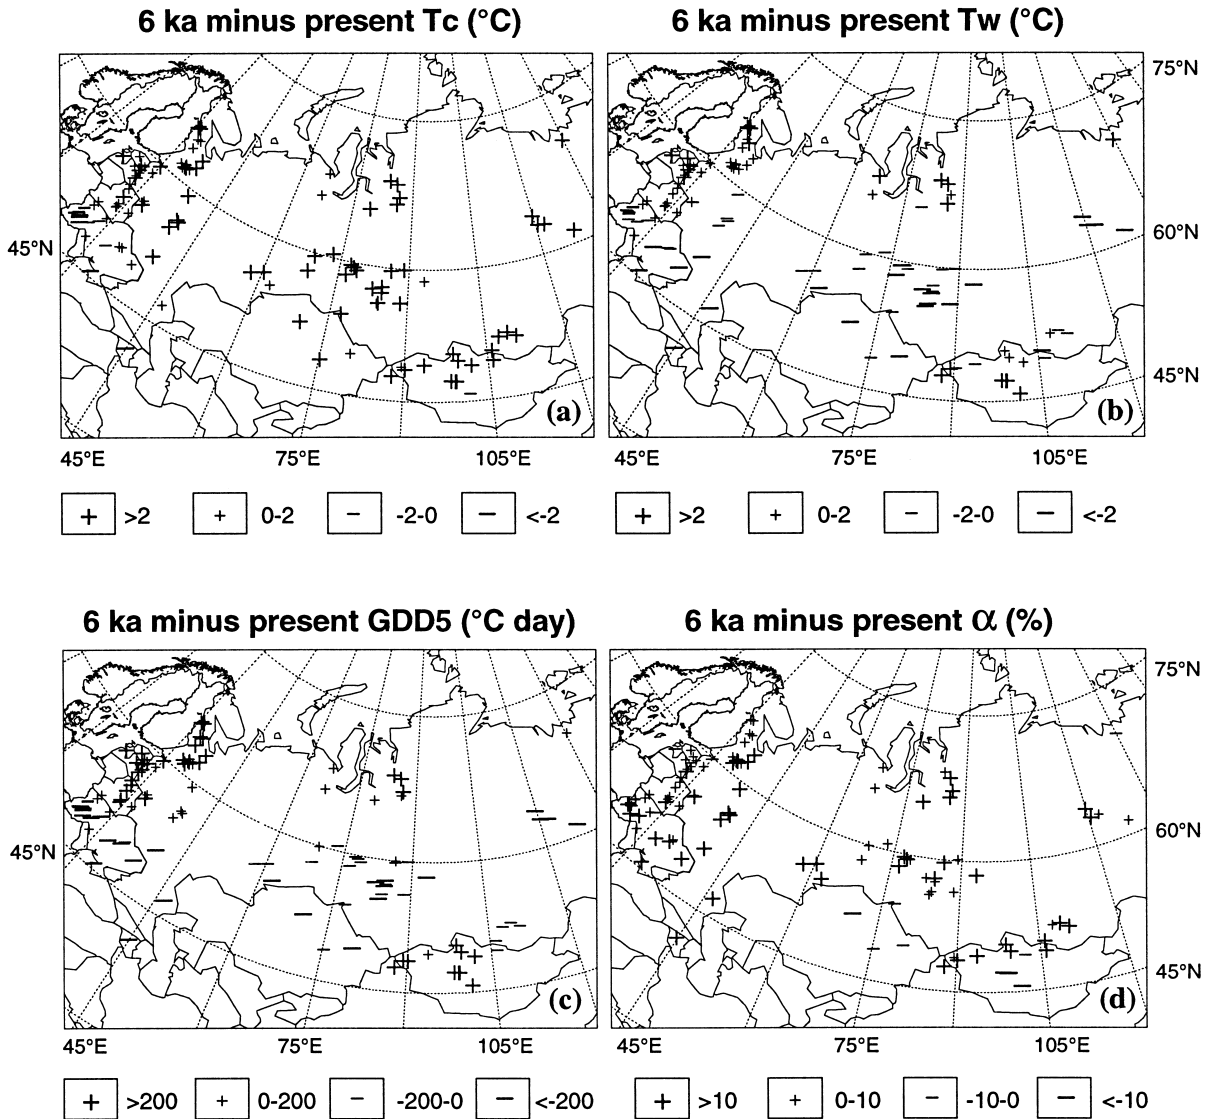 6 ka minus present Tc (°C)
6 ka minus present Tw (°C)
75°N
60°N
45°N
45°N
(a)
(b)
45°E 75°E 105°E
45°E 75°E 105°E
+ >2 + 0-2 − -2-0 − <-2
+ >2 + 0-2 − -2-0 − <-2
6 ka minus present GDD5 (°C day)
6 ka minus present α (%)
75°N
60°N
45°N
45°N
(c)
(d)
45°E 75°E 105°E
45°E 75°E 105°E
+ >200 + 0-200 − -200-0 − <-200
+ >10 + 0-10 − -10-0 − <-10